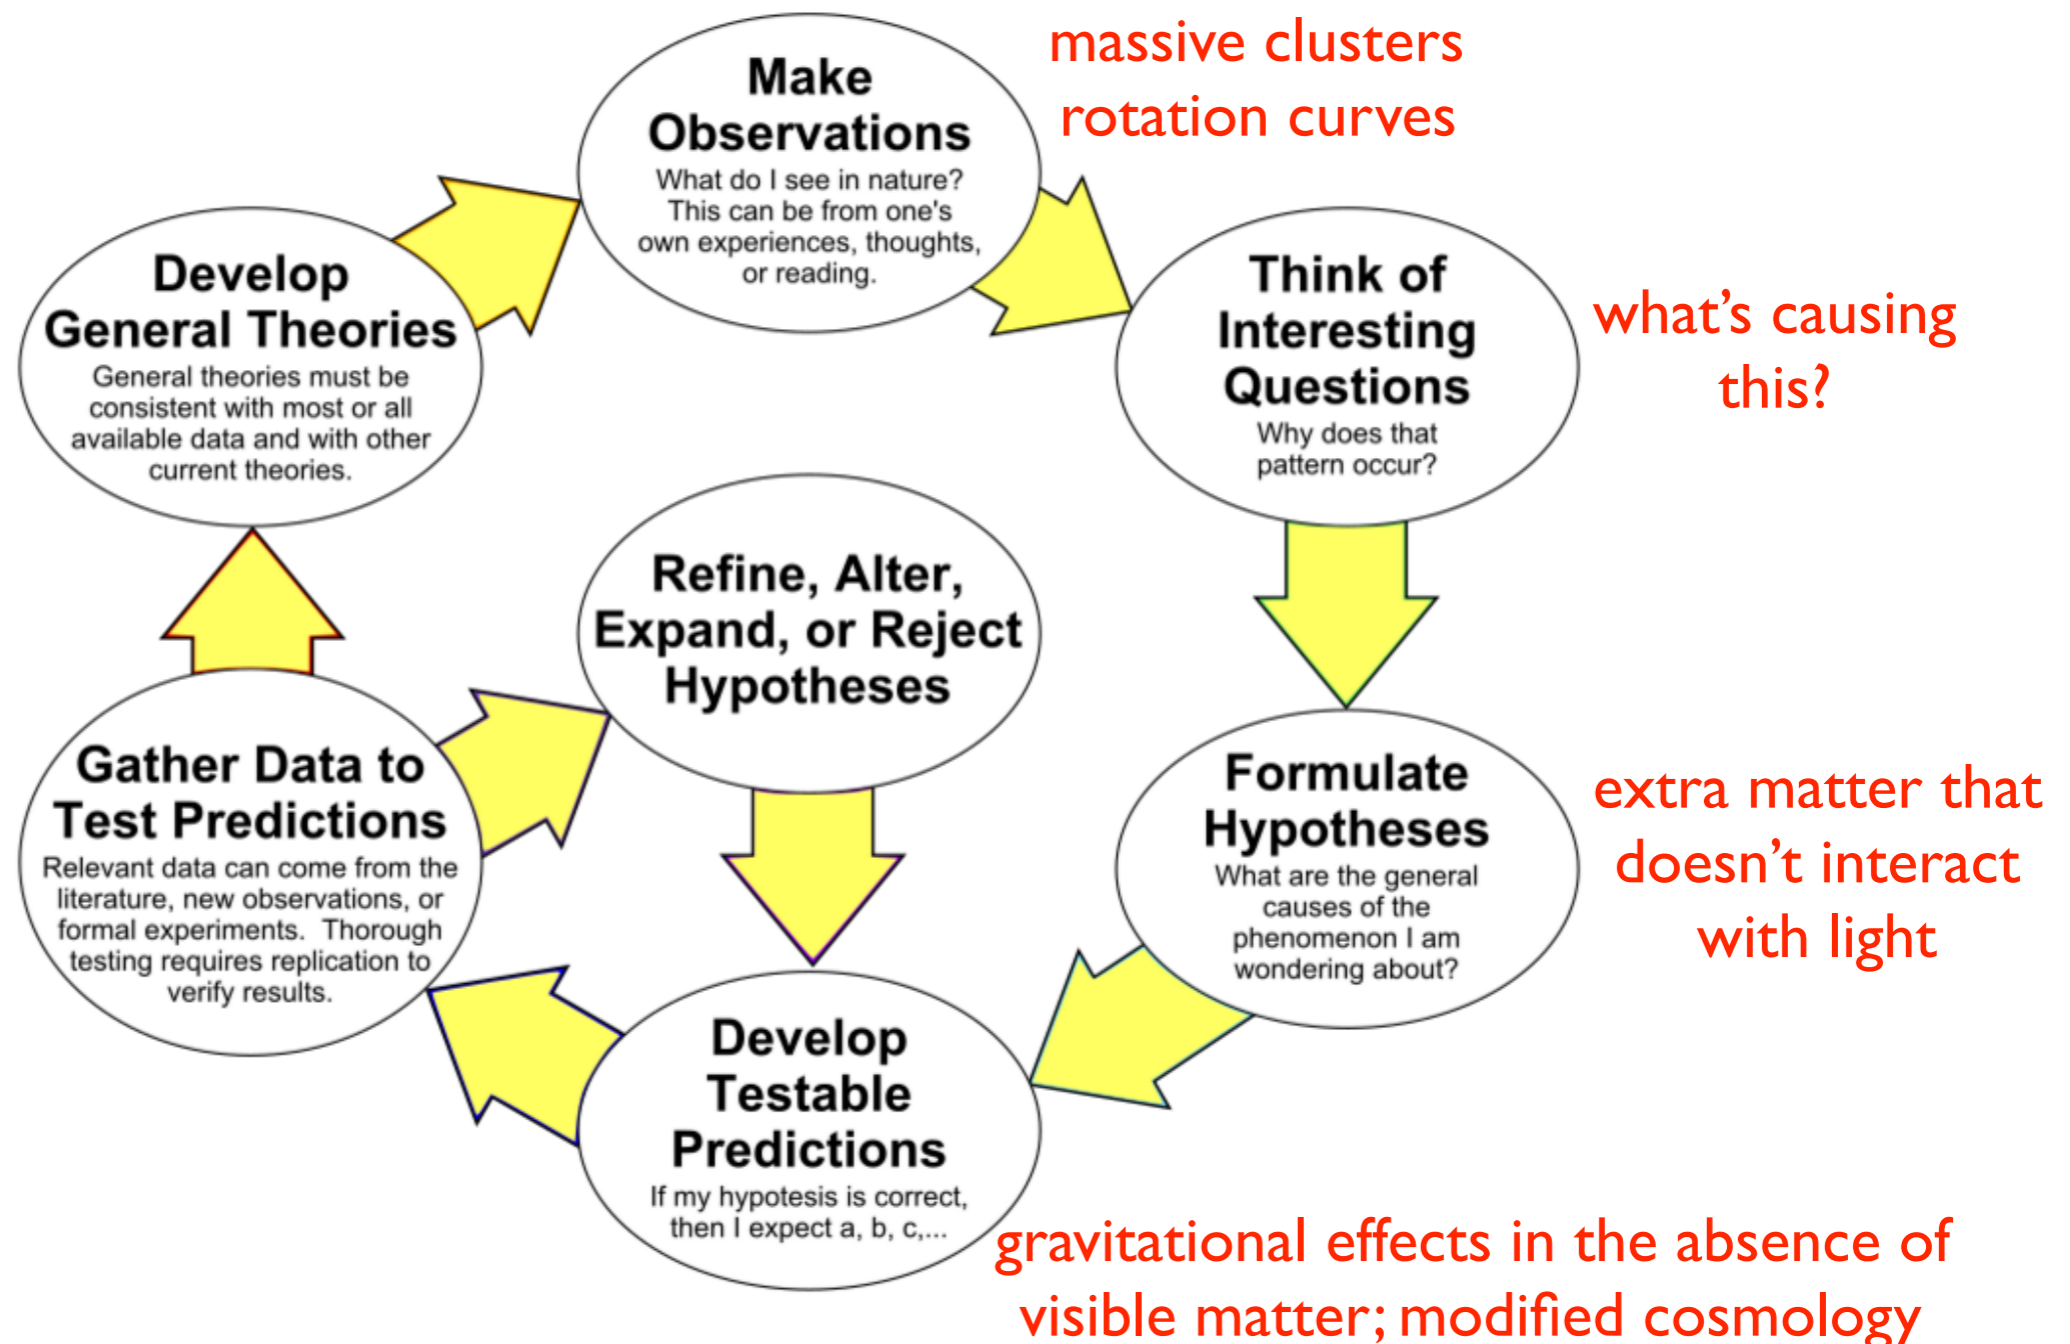 Make
Observations
What do I see in nature?
This can be from one's
own experiences, thoughts,
or reading.
massive clusters
rotation curves
Think of
Interesting
Questions
Why does that
pattern occur?
what's causing
this?
Formulate
Hypotheses
What are the general
causes of the
phenomenon I am
wondering about?
extra matter that
doesn't interact
with light
Develop
Testable
Predictions
If my hypotesis is correct,
then I expect a, b, c,...
gravitational effects in the absence of
visible matter; modified cosmology
Gather Data to
Test Predictions
Relevant data can come from the
literature, new observations, or
formal experiments. Thorough
testing requires replication to
verify results.
Refine, Alter,
Expand, or Reject
Hypotheses
Develop
General Theories
General theories must be
consistent with most or all
available data and with other
current theories.